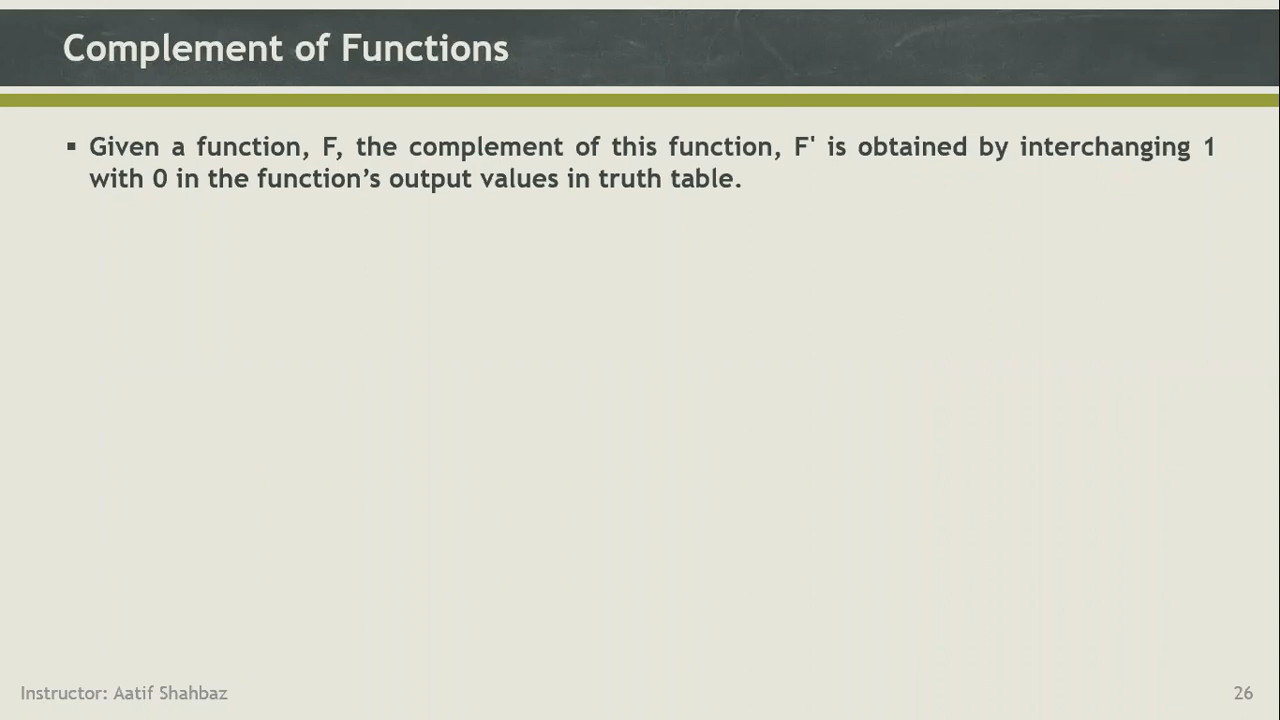 Complement of Functions
▪ Given a function, F, the complement of this function, F' is obtained by interchanging 1
with 0 in the function’s output values in truth table.
Instructor: Aatif Shahbaz
26